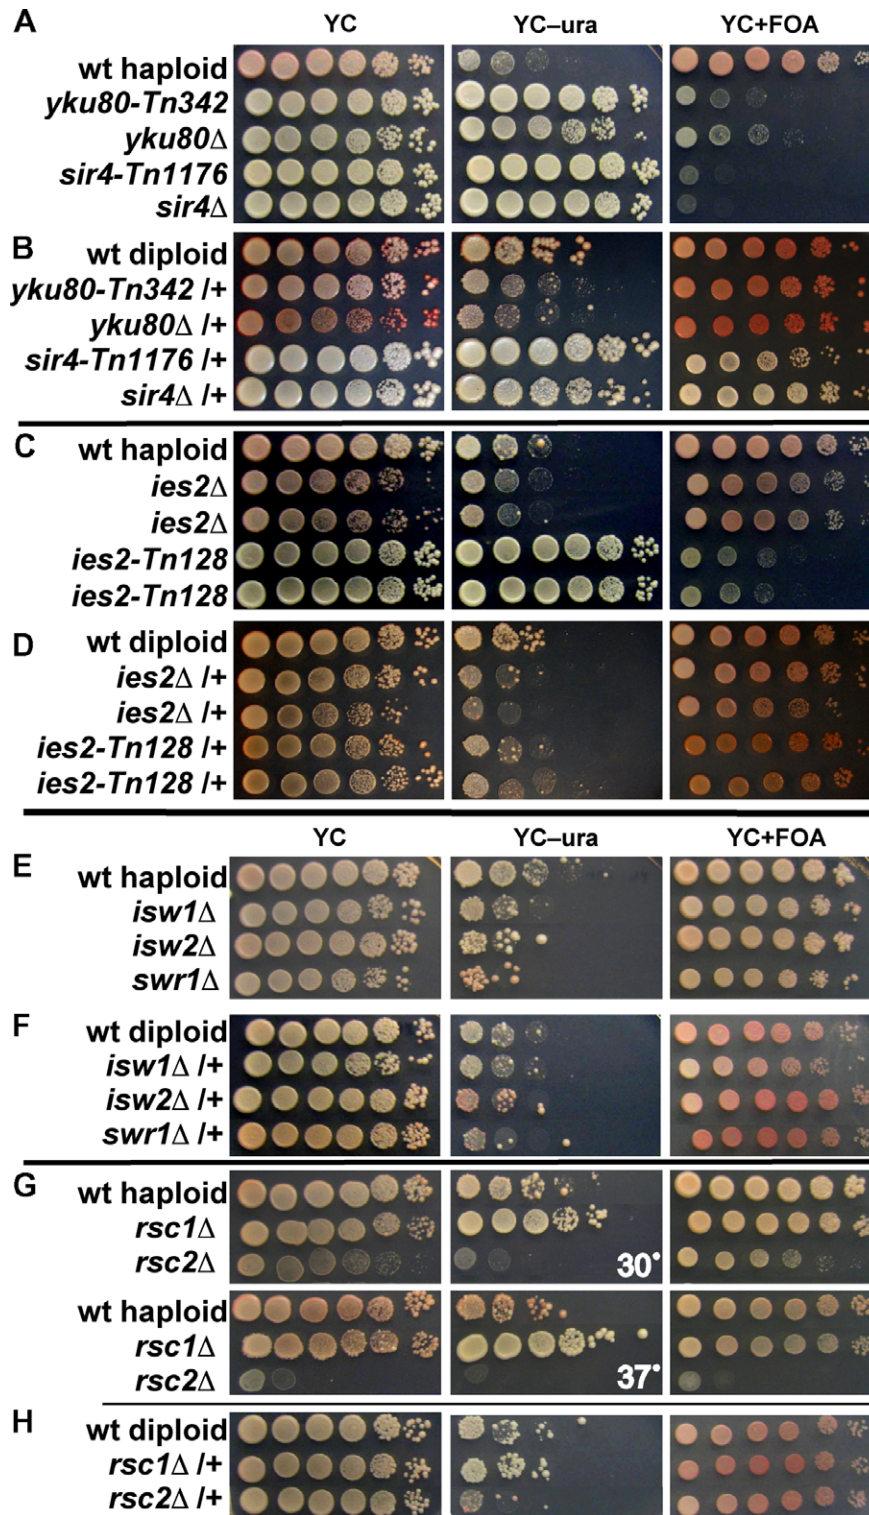 A YC YC–ura YC+FOA
wt haploid
yku80-Tn342
yku80Δ
sir4-Tn1176
sir4Δ
B wt diploid
yku80-Tn342 /+
yku80Δ /+
sir4-Tn1176 /+
sir4Δ /+
C wt haploid
ies2Δ
ies2Δ
ies2-Tn128
ies2-Tn128
D wt diploid
ies2Δ /+
ies2Δ /+
ies2-Tn128 /+
ies2-Tn128 /+
YC YC–ura YC+FOA
E wt haploid
isw1Δ
isw2Δ
swr1Δ
F wt diploid
isw1Δ /+
isw2Δ /+
swr1Δ /+
G wt haploid
rsc1Δ
rsc2Δ 30°
wt haploid
rsc1Δ
rsc2Δ 37°
H wt diploid
rsc1Δ /+
rsc2Δ /+